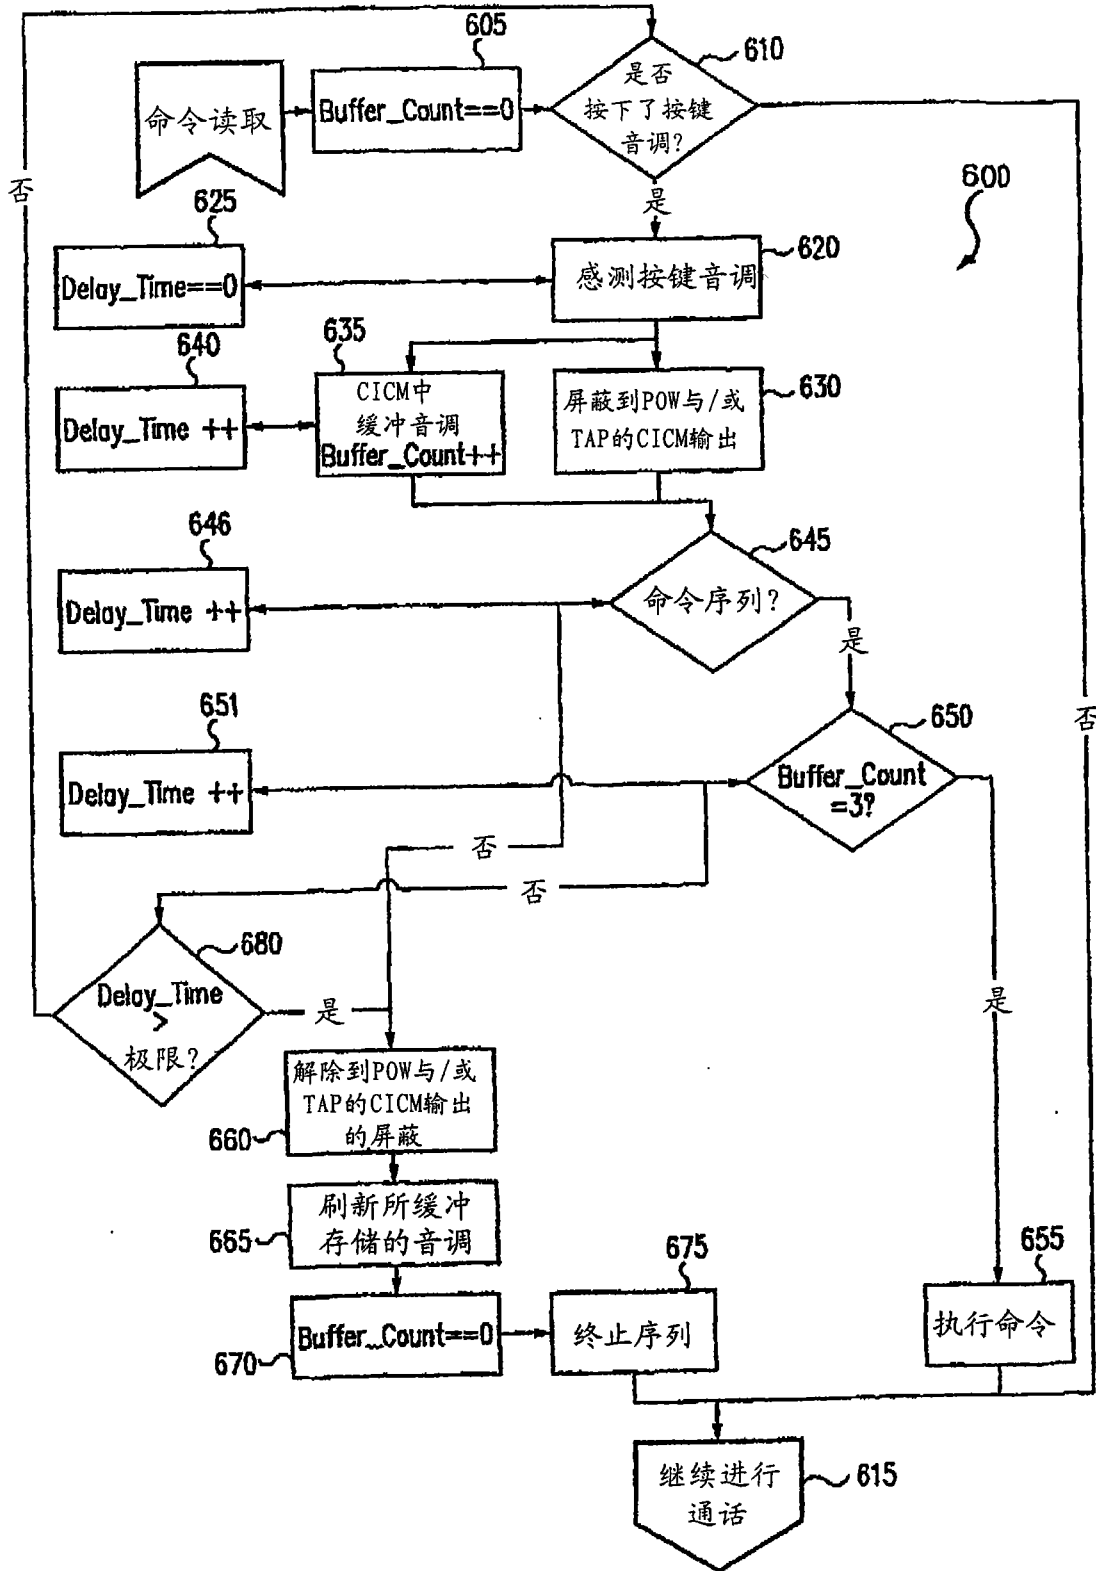 605
610
命令读取
Buffer_Count==0
是否
按下了按键
音调?
否
是
600
625
Delay_Time==0
620
感测按键音调
635
640
Delay_Time ++
CICM中
缓冲音调
Buffer_Count++
630
屏蔽到POW与/或
TAP的CICM输出
646
Delay_Time ++
645
命令序列?
是
651
Delay_Time ++
650
Buffer_Count
=3?
否
否
否
680
Delay_Time
>
极限?
是
是
解除到POW与/或
TAP的CICM输出
的屏蔽
660
刷新所缓冲
存储的音调
665
Buffer_Count==0
670
675
终止序列
655
执行命令
继续进行
通话
615